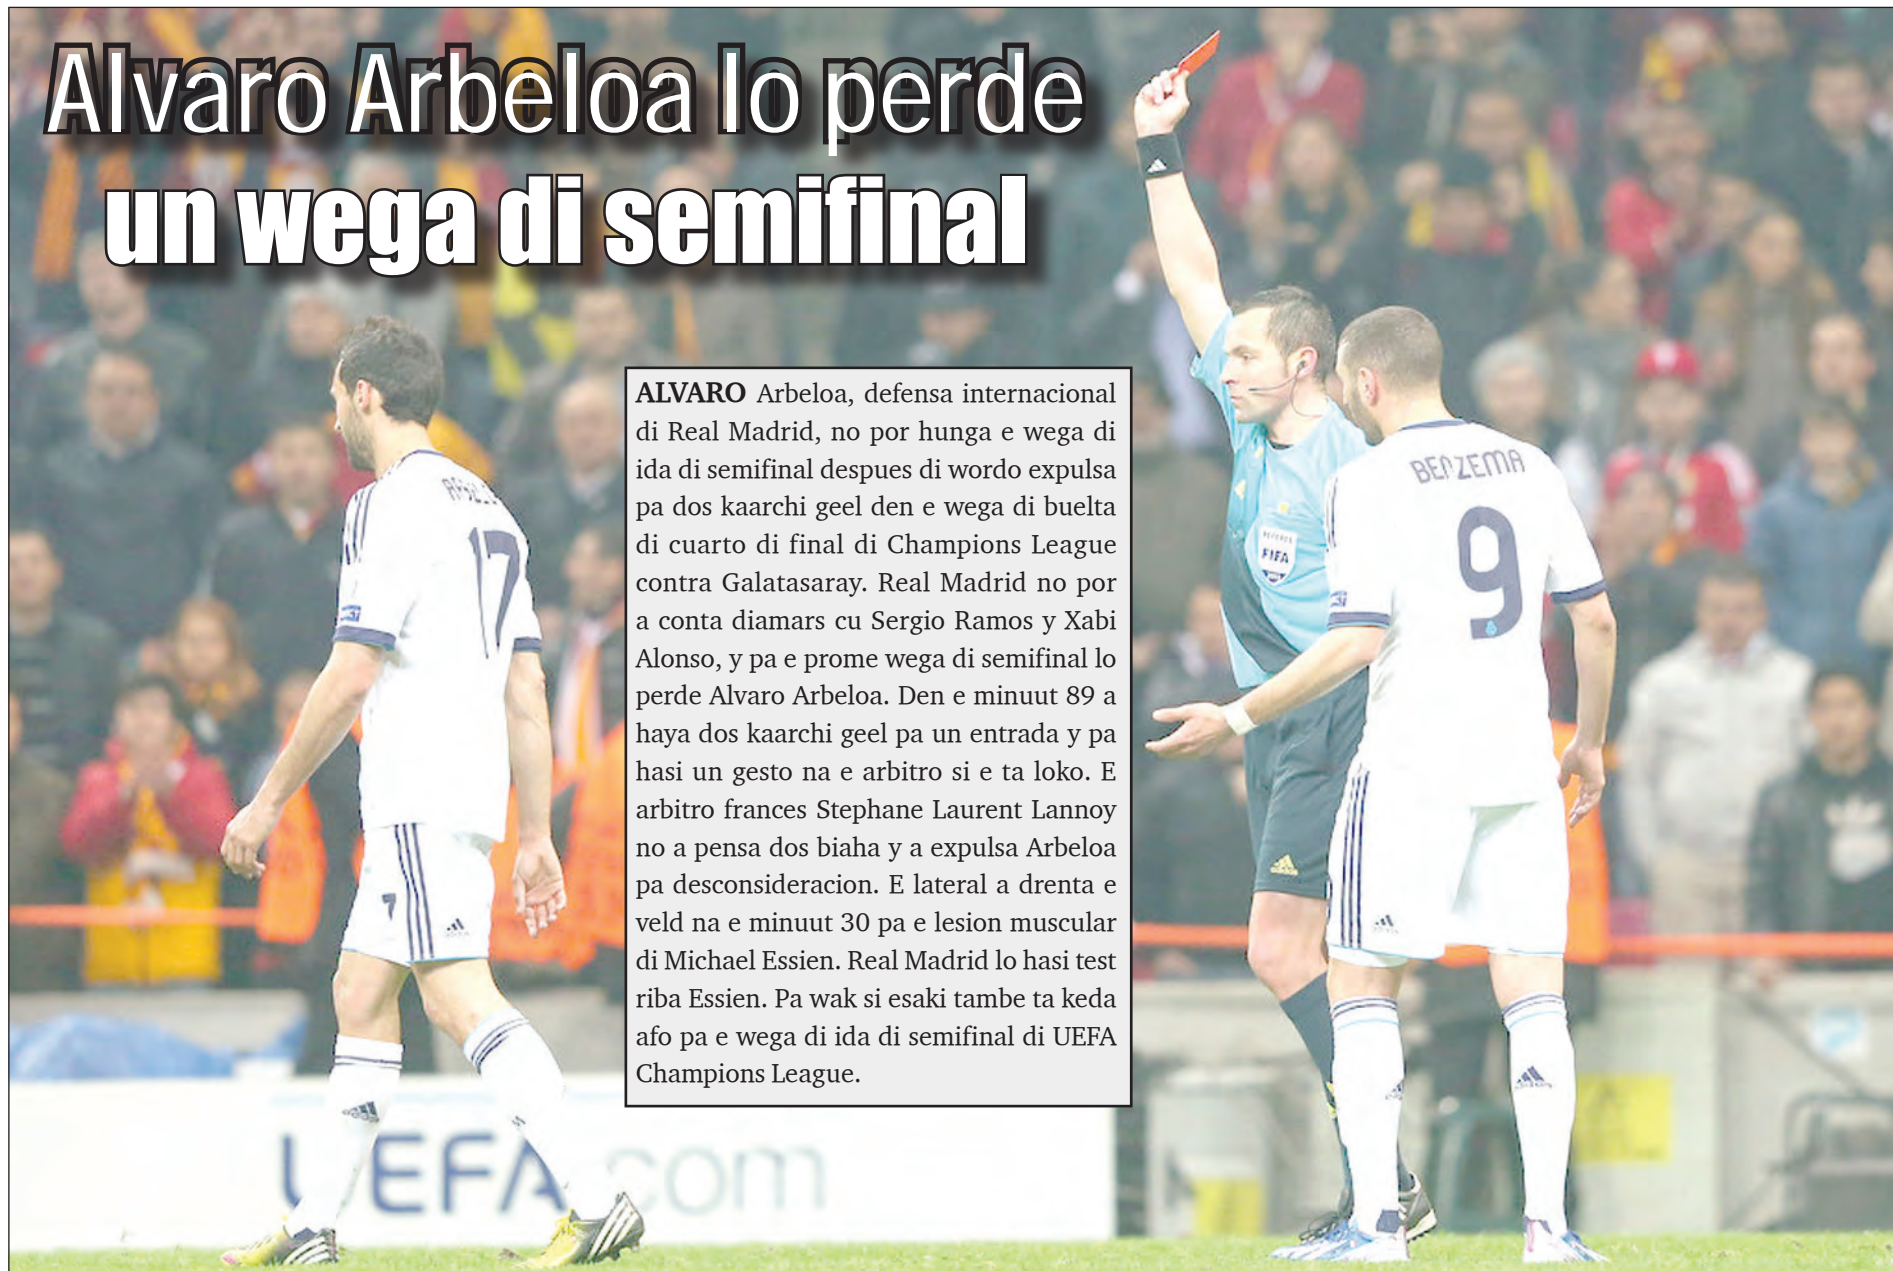 Alvaro Arbeloa lo perde
un wega di semifinal
ALVARO Arbeloa, defensa internacional
di Real Madrid, no por hunga e wega di
ida di semifinal despues di wordo expulsa
pa dos kaarchi geel den e wega di buelta
di cuarto di final di Champions League
contra Galatasaray. Real Madrid no por
a conta diamars cu Sergio Ramos y Xabi
Alonso, y pa e prome wega di semifinal lo
perde Alvaro Arbeloa. Den e minuut 89 a
haya dos kaarchi geel pa un entrada y pa
hasi un gesto na e arbitro si e ta loko. E
arbitro frances Stephane Laurent Lannoy
no a pensa dos biaha y a expulsa Arbeloa
pa desconsideracion. E lateral a drenta e
veld na e minuut 30 pa e lesion muscular
di Michael Essien. Real Madrid lo hasi test
riba Essien. Pa wak si esaki tambe ta keda
afo pa e wega di ida di semifinal di UEFA
Champions League.
17
7
REFEREE
FIFA
adidas
BENZEMA
9
UEFA.com